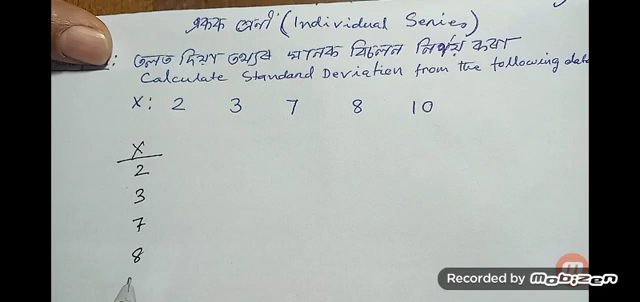 একক শ্ৰেণী (Individual Series)
: তলত দিয়া তথ্যৰ মানক বিচলন নিৰ্ণয় কৰা
Calculate Standard Deviation from the following data
X: 2 3 7 8 10
X
2
3
7
8
Recorded by Mobizen